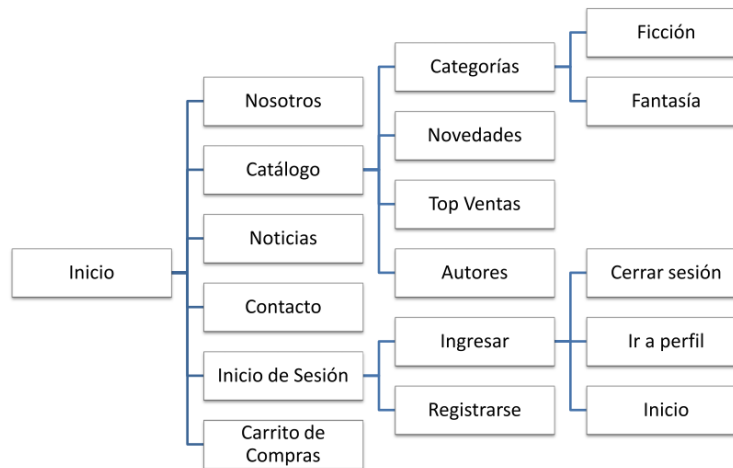 Inicio
Nosotros
Catálogo
Noticias
Contacto
Inicio de Sesión
Carrito de
Compras
Categorías
Novedades
Top Ventas
Autores
Ingresar
Registrarse
Ficción
Fantasía
Cerrar sesión
Ir a perfil
Inicio